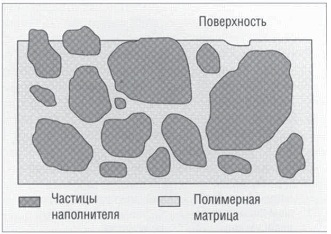 Поверхность
Частицы
наполнителя
Полимерная
матрица